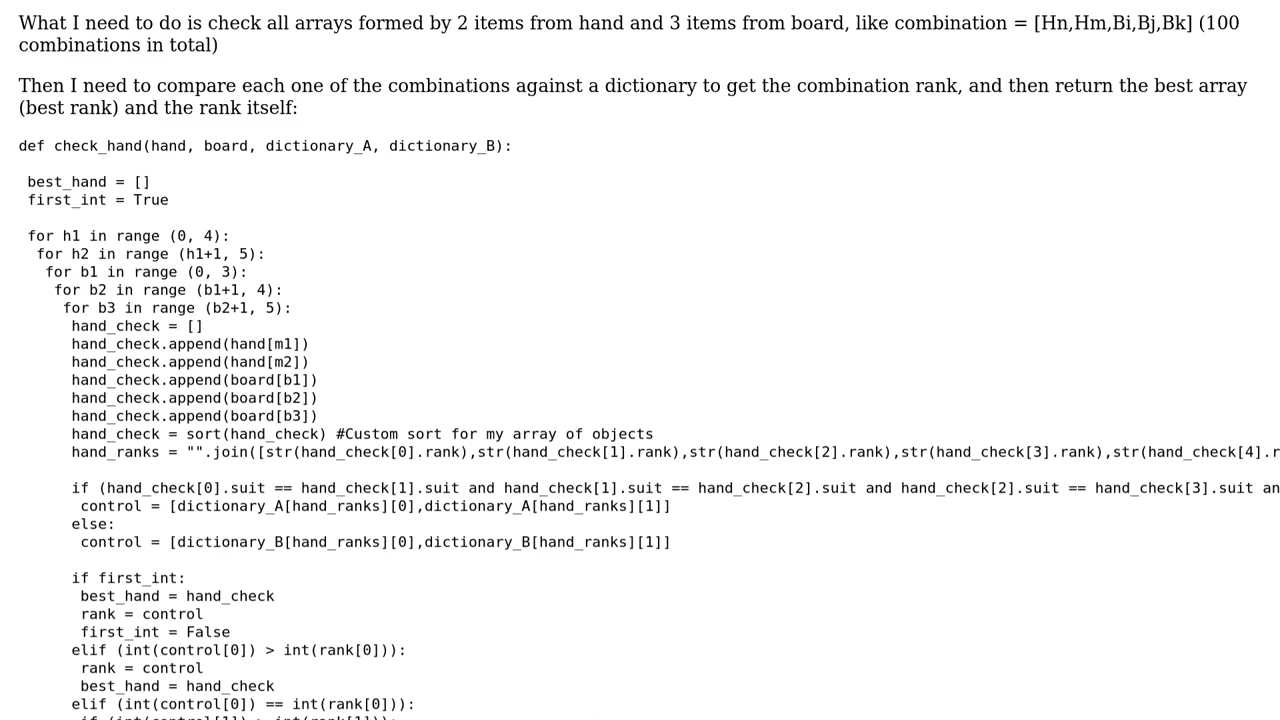 What I need to do is check all arrays formed by 2 items from hand and 3 items from board, like combination = [Hn,Hm,Bi,Bj,Bk] (100
combinations in total)
Then I need to compare each one of the combinations against a dictionary to get the combination rank, and then return the best array
(best rank) and the rank itself:
def check_hand(hand, board, dictionary_A, dictionary_B):
best_hand = []
first_int = True
for h1 in range (0, 4):
for h2 in range (h1+1, 5):
for b1 in range (0, 3):
for b2 in range (b1+1, 4):
for b3 in range (b2+1, 5):
hand_check = []
hand_check.append(hand[m1])
hand_check.append(hand[m2])
hand_check.append(board[b1])
hand_check.append(board[b2])
hand_check.append(board[b3])
hand_check = sort(hand_check) #Custom sort for my array of objects
hand_ranks = "".join([str(hand_check[0].rank),str(hand_check[1].rank),str(hand_check[2].rank),str(hand_check[3].rank),str(hand_check[4].r
if (hand_check[0].suit == hand_check[1].suit and hand_check[1].suit == hand_check[2].suit and hand_check[2].suit == hand_check[3].suit an
control = [dictionary_A[hand_ranks][0],dictionary_A[hand_ranks][1]]
else:
control = [dictionary_B[hand_ranks][0],dictionary_B[hand_ranks][1]]
if first_int:
best_hand = hand_check
rank = control
first_int = False
elif (int(control[0]) > int(rank[0])):
rank = control
best_hand = hand_check
elif (int(control[0]) == int(rank[0])):
if (int(control[1]) > int(rank[1])):